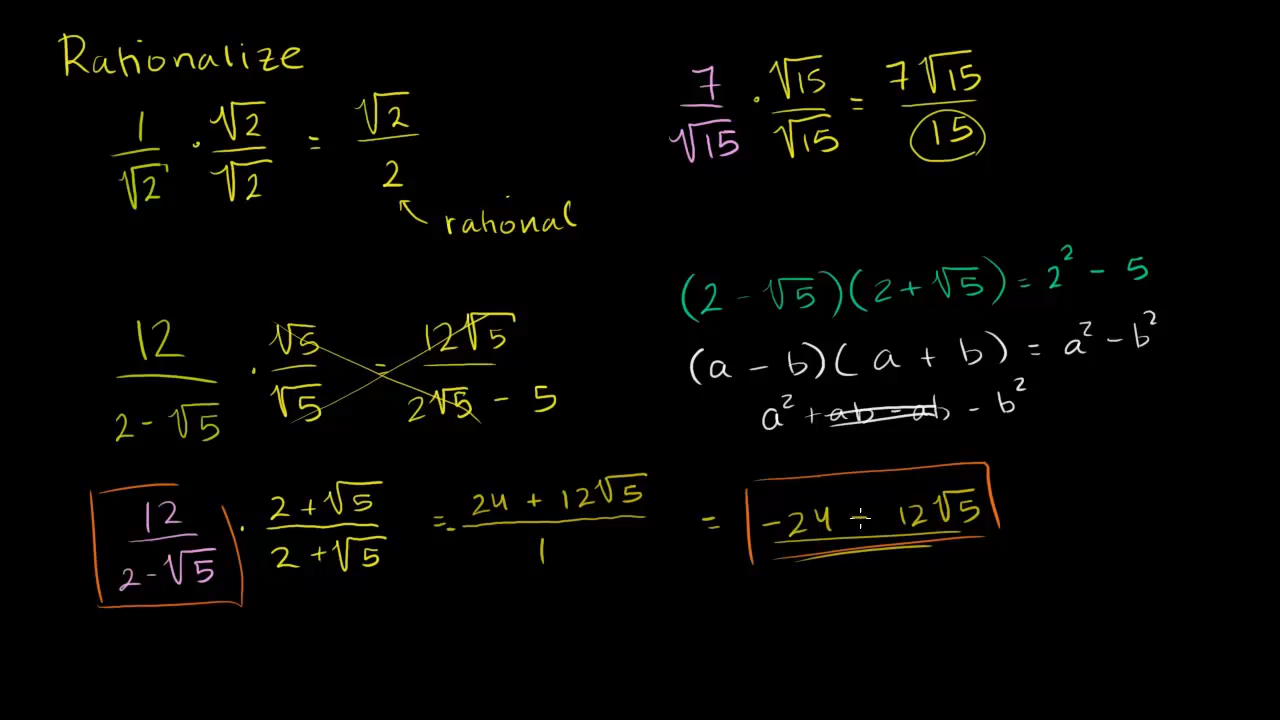 Rationalize
1/√2 · √2/√2 = √2/2
rational
7/√15 · √15/√15 = 7√15/15
(2 - √5)(2 + √5) = 2² - 5
(a - b)(a + b) = a² - b²
a² + ab - ab - b²
12/(2 - √5) · √5/√5 = 12√5/(2√5 - 5)
12/(2 - √5) · (2 + √5)/(2 + √5) = - (24 + 12√5)/1 = -24 - 12√5